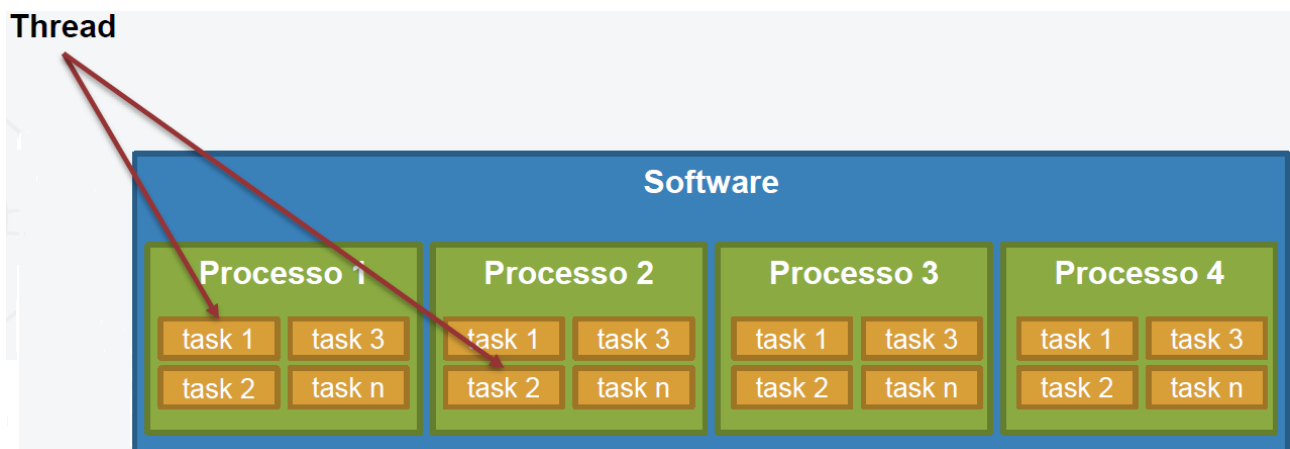 Thread
Software
Processo 1
Processo 2
Processo 3
Processo 4
task 1
task 3
task 1
task 3
task 1
task 3
task 1
task 3
task 2
task n
task 2
task n
task 2
task n
task 2
task n